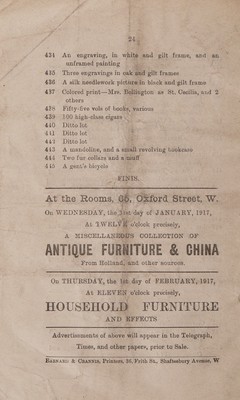 24
434 An engraving, in white and gilt frame, and an
unframed painting
435 Three engravings in oak and gilt frames
436 A silk needlework picture in black and gilt frame
437 Colored print—Mrs. Billington as St. Cecilia, and 2
others
438 Fifty-five vols of books, various
439 100 high-class cigars
440 Ditto lot
441 Ditto lot
442 Ditto lot
443 A mandoline, and a small revolving bookcase
444 Two fur collars and a muff
445 A gent's bicycle
FINIS.
At the Rooms, 65, Oxford Street, W.
On WEDNESDAY, the 31st day of JANUARY, 1917,
At TWELVE o'clock precisely,
A MISCELLANEOUS COLLECTION OF
ANTIQUE FURNITURE & CHINA
From Holland, and other sources.
On THURSDAY, the 1st day of FEBRUARY, 1917,
At ELEVEN o'clock precisely,
HOUSEHOLD FURNITURE
AND EFFECTS
Advertisements of above will appear in the Telegraph,
Times, and other papers, prior to Sale.
BARNARD & CRANNIS, Printers, 36, Frith St., Shaftesbury Avenue, W